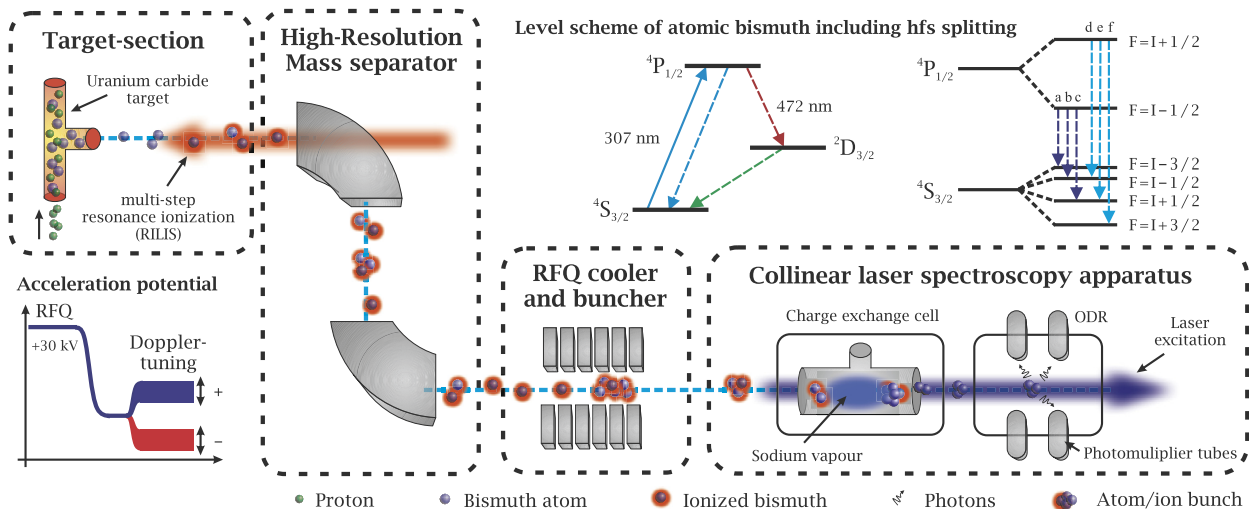 Target-section
Uranium carbide
target
multi-step
resonance ionization
(RILIS)
High-Resolution
Mass separator
Level scheme of atomic bismuth including hfs splitting
⁴P₁/₂
472 nm
307 nm
²D₃/₂
⁴S₃/₂
d e f
F=I+1/2
⁴P₁/₂
a b c
F=I−1/2
F=I−3/2
F=I−1/2
⁴S₃/₂
F=I+1/2
F=I+3/2
Acceleration potential
RFQ
+30 kV
Doppler-
tuning
+
−
RFQ cooler
and buncher
Collinear laser spectroscopy apparatus
Charge exchange cell
ODR
Laser
excitation
Sodium vapour
Photomuliplier tubes
Proton
Bismuth atom
Ionized bismuth
Photons
Atom/ion bunch